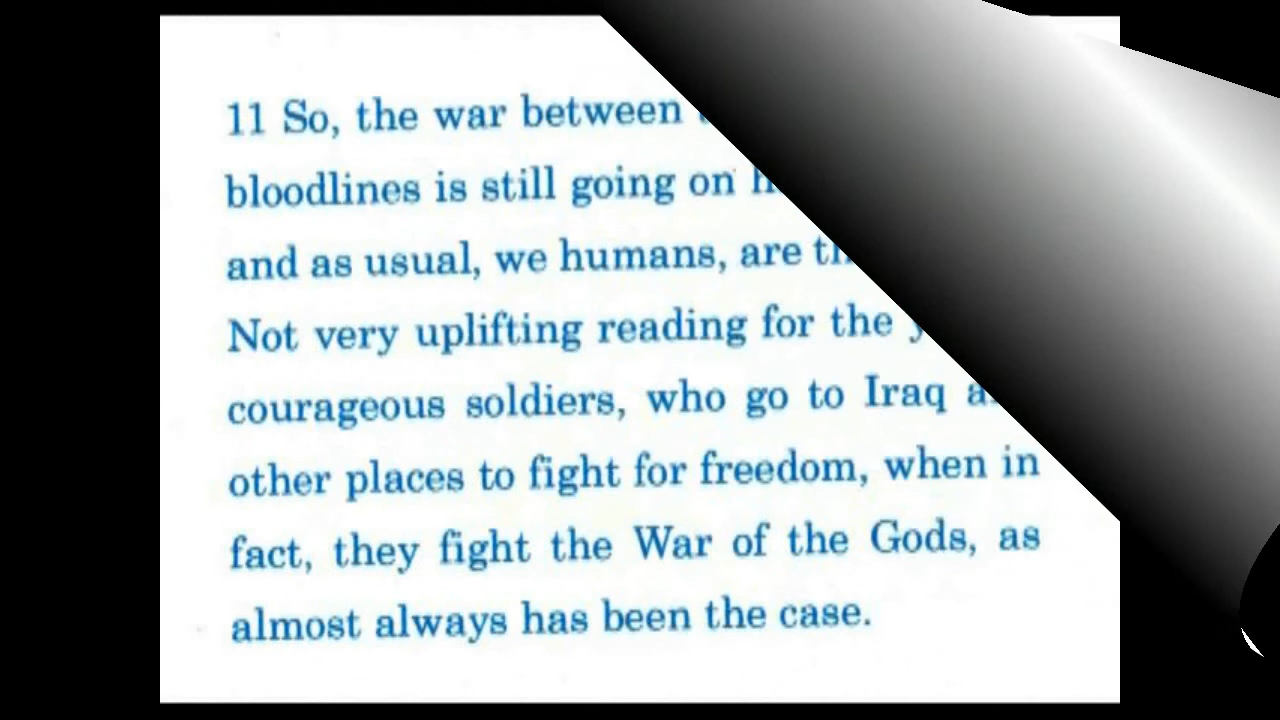 11 So, the war between
bloodlines is still going on
and as usual, we humans, are
Not very uplifting reading for the
courageous soldiers, who go to Iraq
other places to fight for freedom, when in
fact, they fight the War of the Gods, as
almost always has been the case.